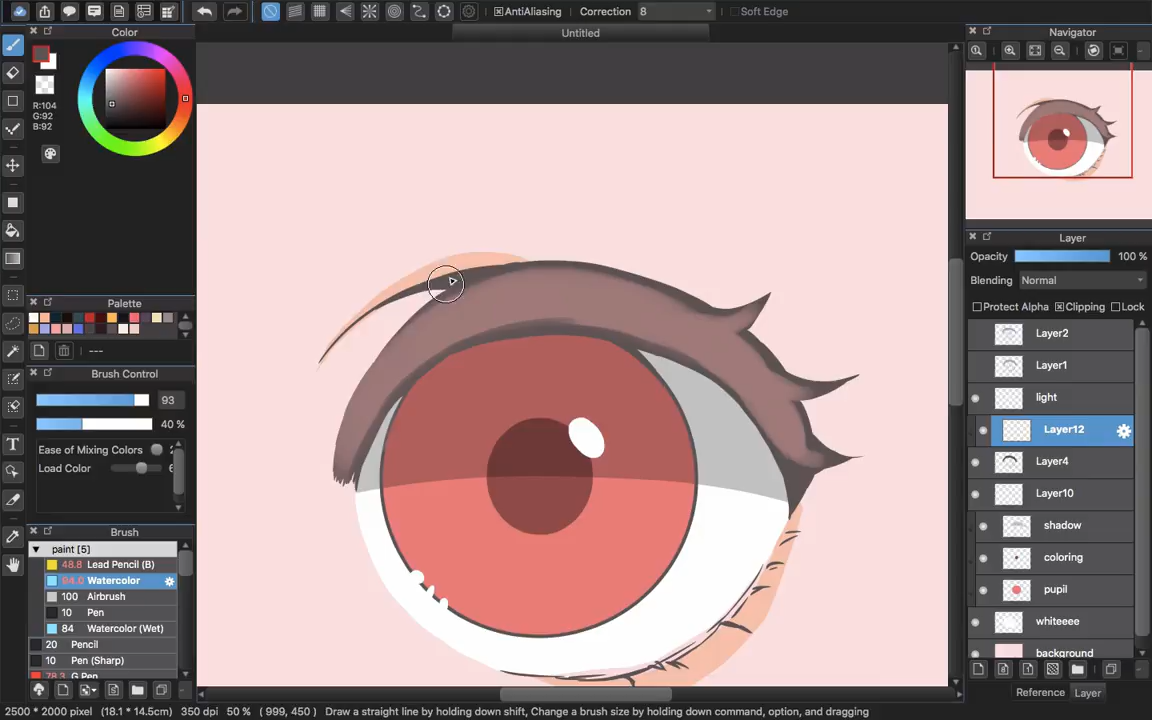 AntiAliasing
Correction
8
Soft Edge
Untitled
Color
R:104
G:92
B:92
Palette
---
Brush Control
93
40 %
Ease of Mixing Colors
Load Color
Brush
paint [5]
48.8 Lead Pencil (B)
94.0 Watercolor
100 Airbrush
10 Pen
84 Watercolor (Wet)
20 Pencil
10 Pen (Sharp)
78.3 G Pen
Navigator
Layer
Opacity
100 %
Blending
Normal
Protect Alpha
Clipping
Lock
Layer2
Layer1
light
Layer12
Layer4
Layer10
shadow
coloring
pupil
whiteeee
background
Reference
Layer
2500 * 2000 pixel (18.1 * 14.5cm) 350 dpi 50 % ( 999, 450 ) Draw a straight line by holding down shift, Change a brush size by holding down command, option, and dragging